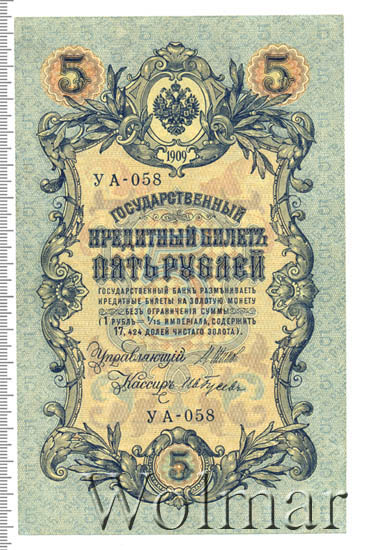 5 5
1909
УА-058
ГОСУДАРСТВЕННЫЙ
КРЕДИТНЫЙ БИЛЕТЪ
ПЯТЬ РУБЛЕЙ
ГОСУДАРСТВЕННЫЙ БАНКЪ РАЗМѢНИВАЕТЪ
КРЕДИТНЫЕ БИЛЕТЫ НА ЗОЛОТУЮ МОНЕТУ
БЕЗЪ ОГРАНИЧЕНІЯ СУММЫ
(1 РУБЛЬ = 1/15 ИМПЕРІАЛА, СОДЕРЖИТЪ
17,424 ДОЛЕЙ ЧИСТАГО ЗОЛОТА).
Управляющій
Кассиръ
УА-058
5
Wolmar